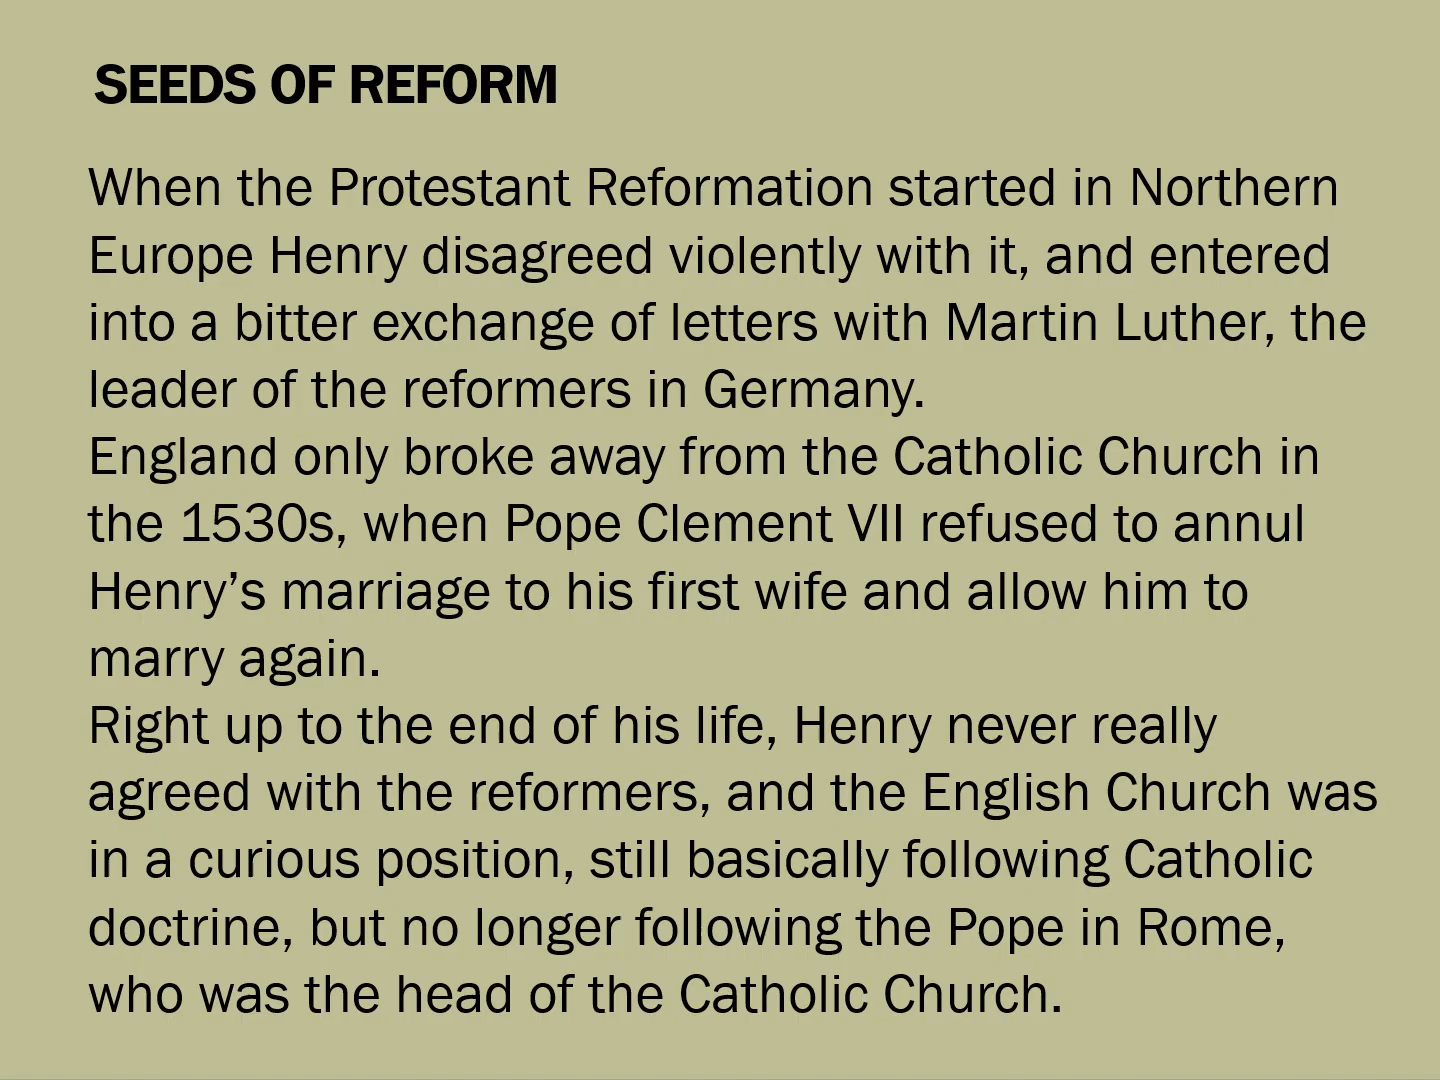 SEEDS OF REFORM
When the Protestant Reformation started in Northern
Europe Henry disagreed violently with it, and entered
into a bitter exchange of letters with Martin Luther, the
leader of the reformers in Germany.
England only broke away from the Catholic Church in
the 1530s, when Pope Clement VII refused to annul
Henry’s marriage to his first wife and allow him to
marry again.
Right up to the end of his life, Henry never really
agreed with the reformers, and the English Church was
in a curious position, still basically following Catholic
doctrine, but no longer following the Pope in Rome,
who was the head of the Catholic Church.